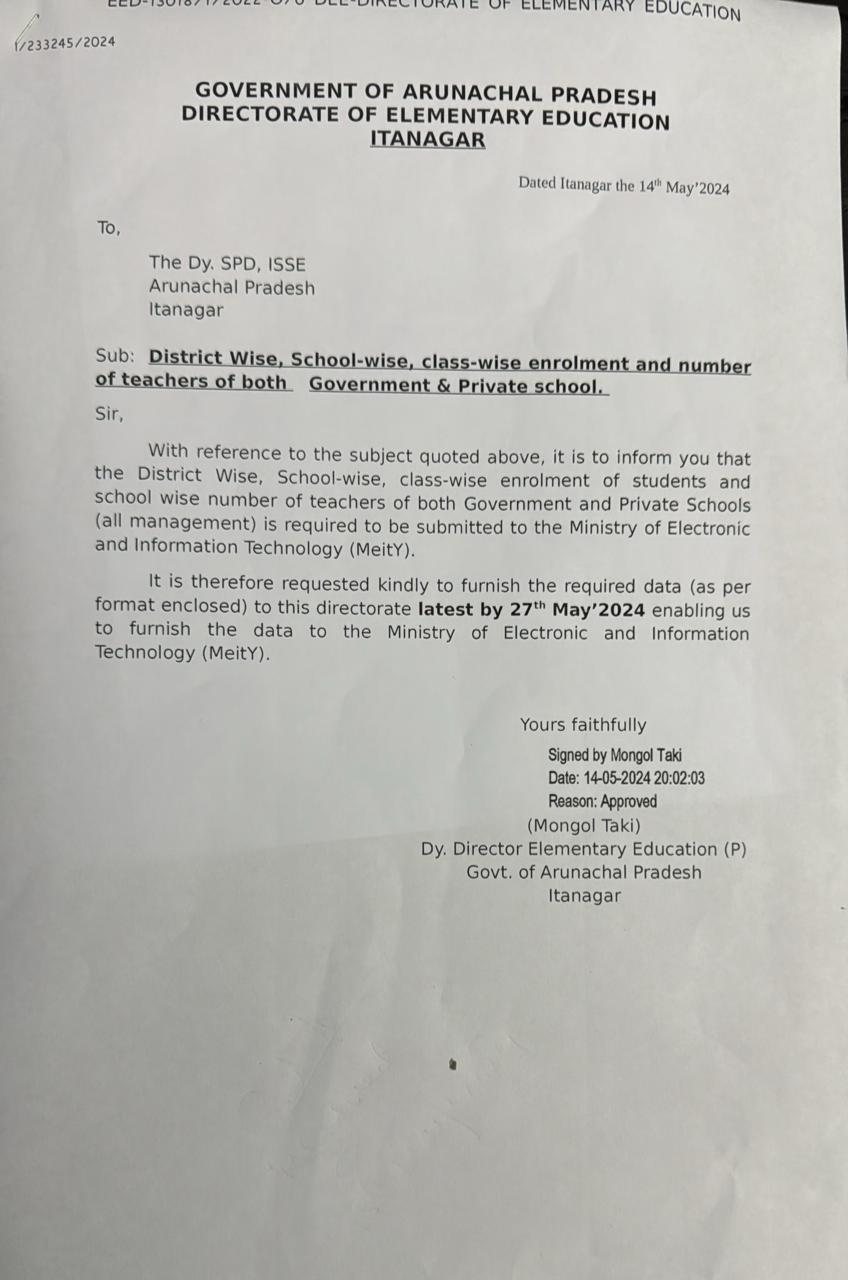 DIRECTORATE OF ELEMENTARY EDUCATION
1/233245/2024
GOVERNMENT OF ARUNACHAL PRADESH
DIRECTORATE OF ELEMENTARY EDUCATION
ITANAGAR
Dated Itanagar the 14th May'2024
To,
The Dy. SPD, ISSE
Arunachal Pradesh
Itanagar
Sub: District Wise, School-wise, class-wise enrolment and number
of teachers of both Government & Private school.
Sir,
With reference to the subject quoted above, it is to inform you that
the District Wise, School-wise, class-wise enrolment of students and
school wise number of teachers of both Government and Private Schools
(all management) is required to be submitted to the Ministry of Electronic
and Information Technology (MeitY).
It is therefore requested kindly to furnish the required data (as per
format enclosed) to this directorate latest by 27th May'2024 enabling us
to furnish the data to the Ministry of Electronic and Information
Technology (MeitY).
Yours faithfully
Signed by Mongol Taki
Date: 14-05-2024 20:02:03
Reason: Approved
(Mongol Taki)
Dy. Director Elementary Education (P)
Govt. of Arunachal Pradesh
Itanagar